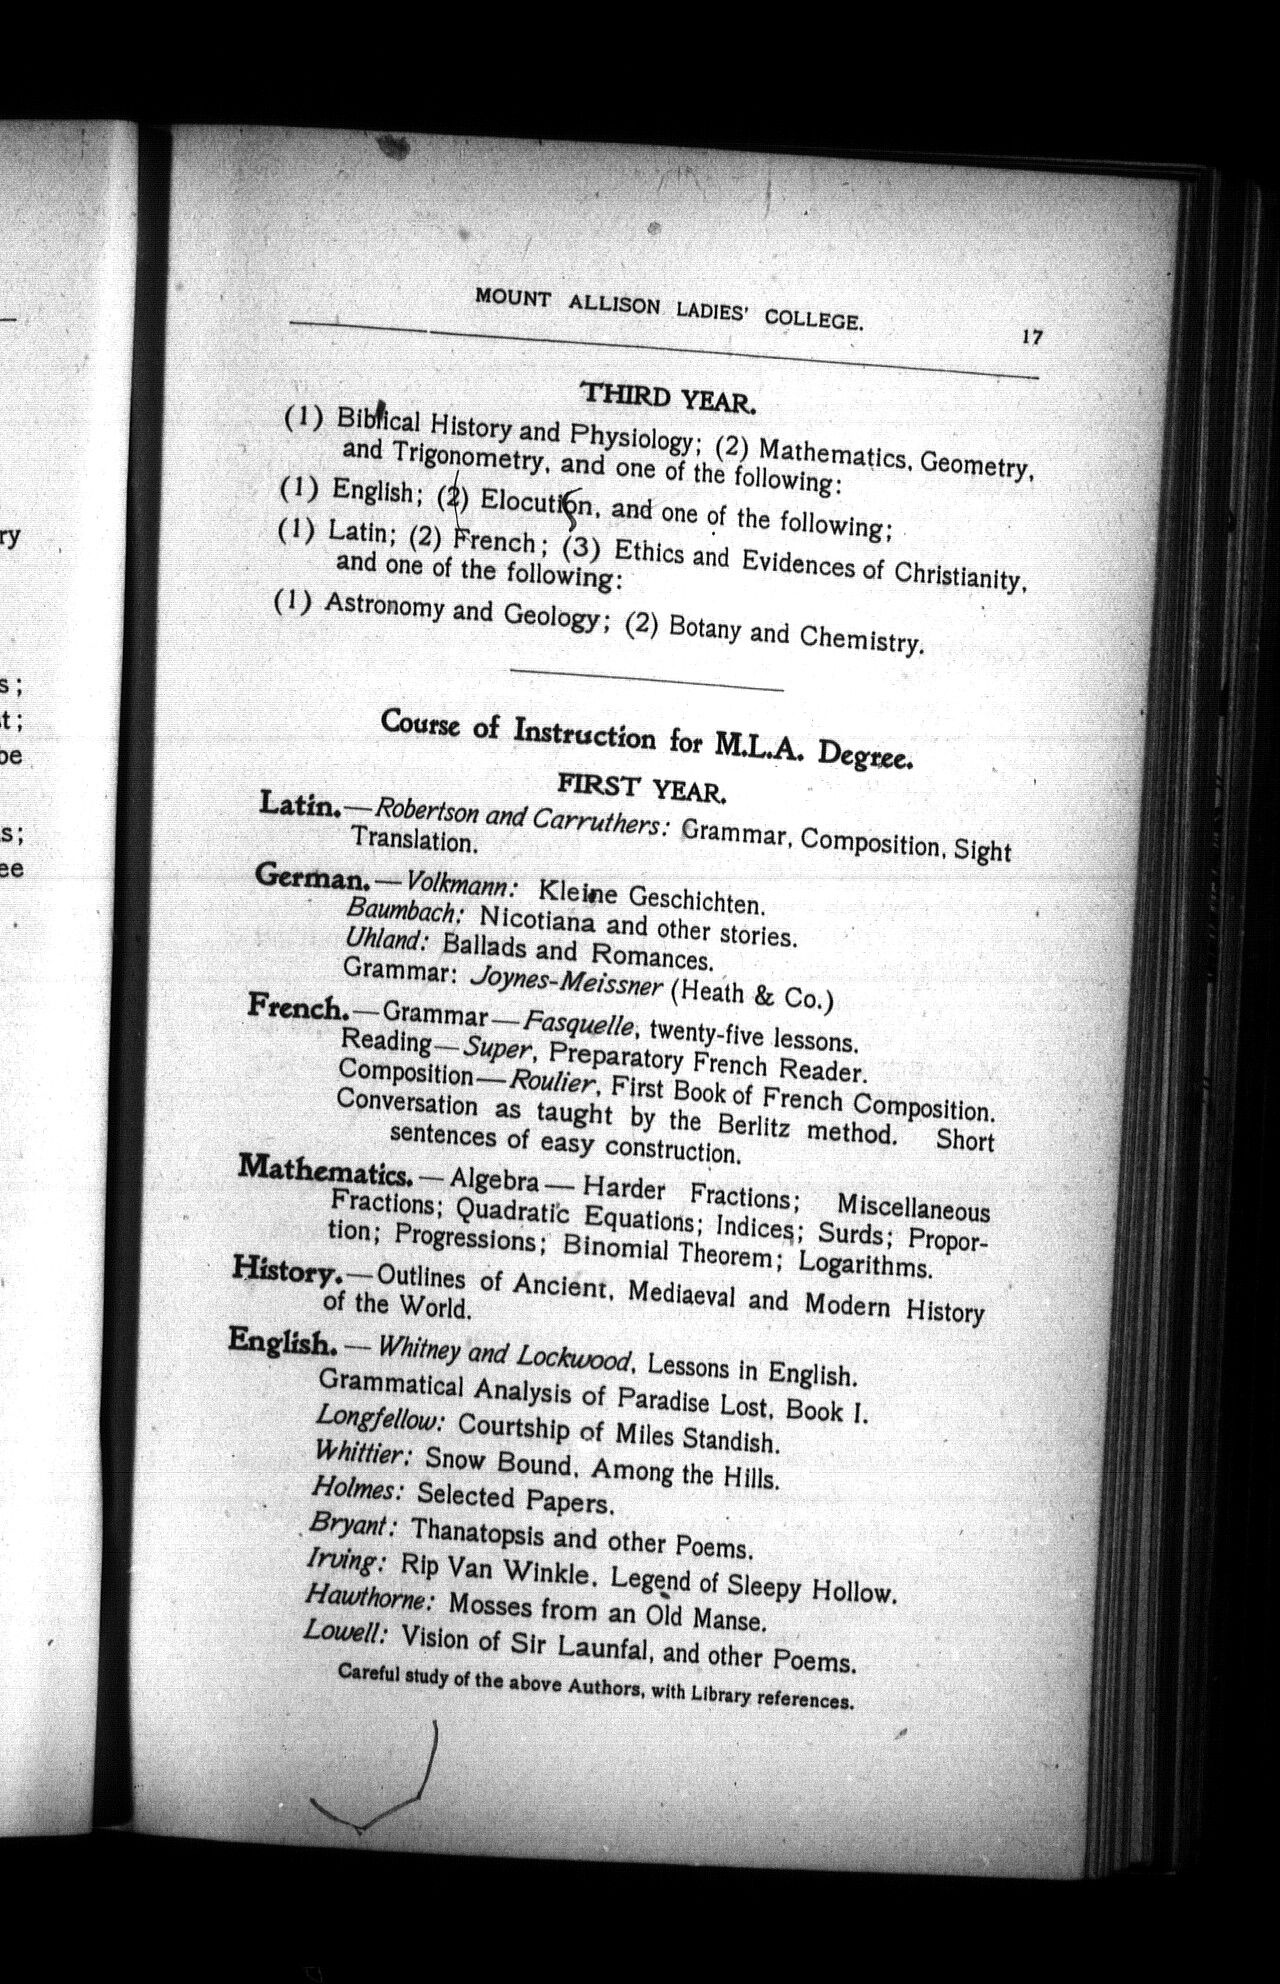 MOUNT ALLISON LADIES' COLLEGE. 17
THIRD YEAR.
(1) Biblical History and Physiology; (2) Mathematics, Geometry,
and Trigonometry, and one of the following:
(1) English; (2) Elocution, and one of the following;
(1) Latin; (2) French; (3) Ethics and Evidences of Christianity,
and one of the following:
(1) Astronomy and Geology; (2) Botany and Chemistry.
Course of Instruction for M.L.A. Degree.
FIRST YEAR.
Latin.—Robertson and Carruthers: Grammar, Composition, Sight
Translation.
German.—Volkmann: Kleine Geschichten.
Baumbach: Nicotiana and other stories.
Uhland: Ballads and Romances.
Grammar: Joynes-Meissner (Heath & Co.)
French.—Grammar—Fasquelle, twenty-five lessons.
Reading—Super, Preparatory French Reader.
Composition—Roulier, First Book of French Composition.
Conversation as taught by the Berlitz method. Short
sentences of easy construction.
Mathematics.—Algebra—Harder Fractions; Miscellaneous
Fractions; Quadratic Equations; Indices; Surds; Propor-
tion; Progressions; Binomial Theorem; Logarithms.
History.—Outlines of Ancient, Mediaeval and Modern History
of the World.
English.—Whitney and Lockwood, Lessons in English.
Grammatical Analysis of Paradise Lost, Book I.
Longfellow: Courtship of Miles Standish.
Whittier: Snow Bound, Among the Hills.
Holmes: Selected Papers.
Bryant: Thanatopsis and other Poems.
Irving: Rip Van Winkle, Legend of Sleepy Hollow.
Hawthorne: Mosses from an Old Manse.
Lowell: Vision of Sir Launfal, and other Poems.
Careful study of the above Authors, with Library references.